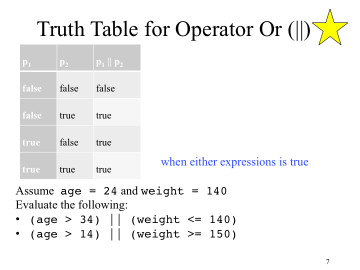 Truth Table for Operator Or (||)
p1 p2 p1 || p2
false false false
false true true
true false true
true true true
when either expressions is true
Assume age = 24 and weight = 140
Evaluate the following:
• (age > 34) || (weight <= 140)
• (age > 14) || (weight >= 150)
7